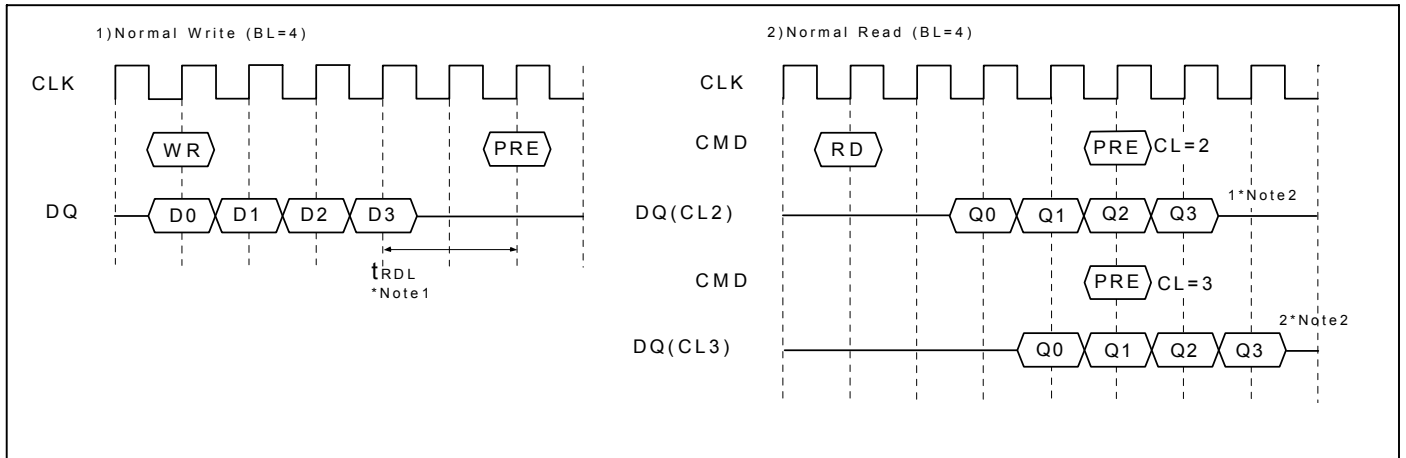 1)Normal Write (BL=4)
CLK
WR
PRE
DQ
D0 D1 D2 D3
tRDL
*Note1
2)Normal Read (BL=4)
CLK
CMD
RD
PRE CL=2
DQ(CL2)
Q0 Q1 Q2 Q3
1*Note2
CMD
PRE CL=3
DQ(CL3)
Q0 Q1 Q2 Q3
2*Note2